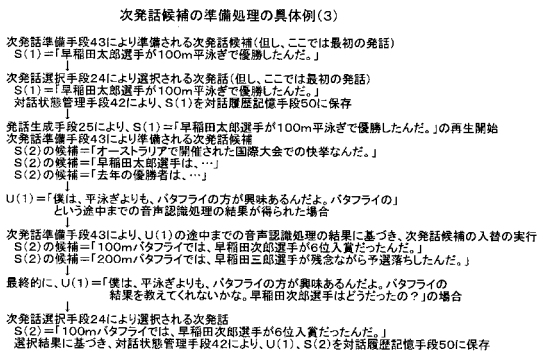 次発話候補の準備処理の具体例(3)
次発話準備手段43により準備される次発話候補(但し、ここでは最初の発話)
S(1)=「早稲田太郎選手が100m平泳ぎで優勝したんだ。」
↓
次発話選択手段24により選択される次発話(但し、ここでは最初の発話)
S(1)=「早稲田太郎選手が100m平泳ぎで優勝したんだ。」
対話状態管理手段42により、S(1)を対話履歴記憶手段50に保存
↓
発話生成手段25により、S(1)=「早稲田太郎選手が100m平泳ぎで優勝したんだ。」の再生開始
次発話準備手段43により準備される次発話候補
S(2)の候補=「オーストラリアで開催された国際大会での快挙なんだ。」
S(2)の候補=「早稲田太郎選手は、…」
S(2)の候補=「去年の優勝者は、…」
↓
U(1)=「僕は、平泳ぎよりも、バタフライの方が興味あるんだよ。バタフライの」
という途中までの音声認識処理の結果が得られた場合
↓
次発話準備手段43により、U(1)の途中までの音声認識処理の結果に基づき、次発話候補の入替の実行
S(2)の候補=「100mバタフライでは、早稲田次郎選手が6位入賞だったんだ。」
S(2)の候補=「200mバタフライでは、早稲田三郎選手が残念ながら予選落ちしたんだ。」
↓
最終的に、U(1)=「僕は、平泳ぎよりも、バタフライの方が興味あるんだよ。バタフライの
結果を教えてくれないかな。早稲田次郎選手はどうだったの?」の場合
↓
次発話選択手段24により選択される次発話
S(2)=「100mバタフライでは、早稲田次郎選手が6位入賞だったんだ。」
選択結果に基づき、対話状態管理手段42により、U(1)、S(2)を対話履歴記憶手段50に保存